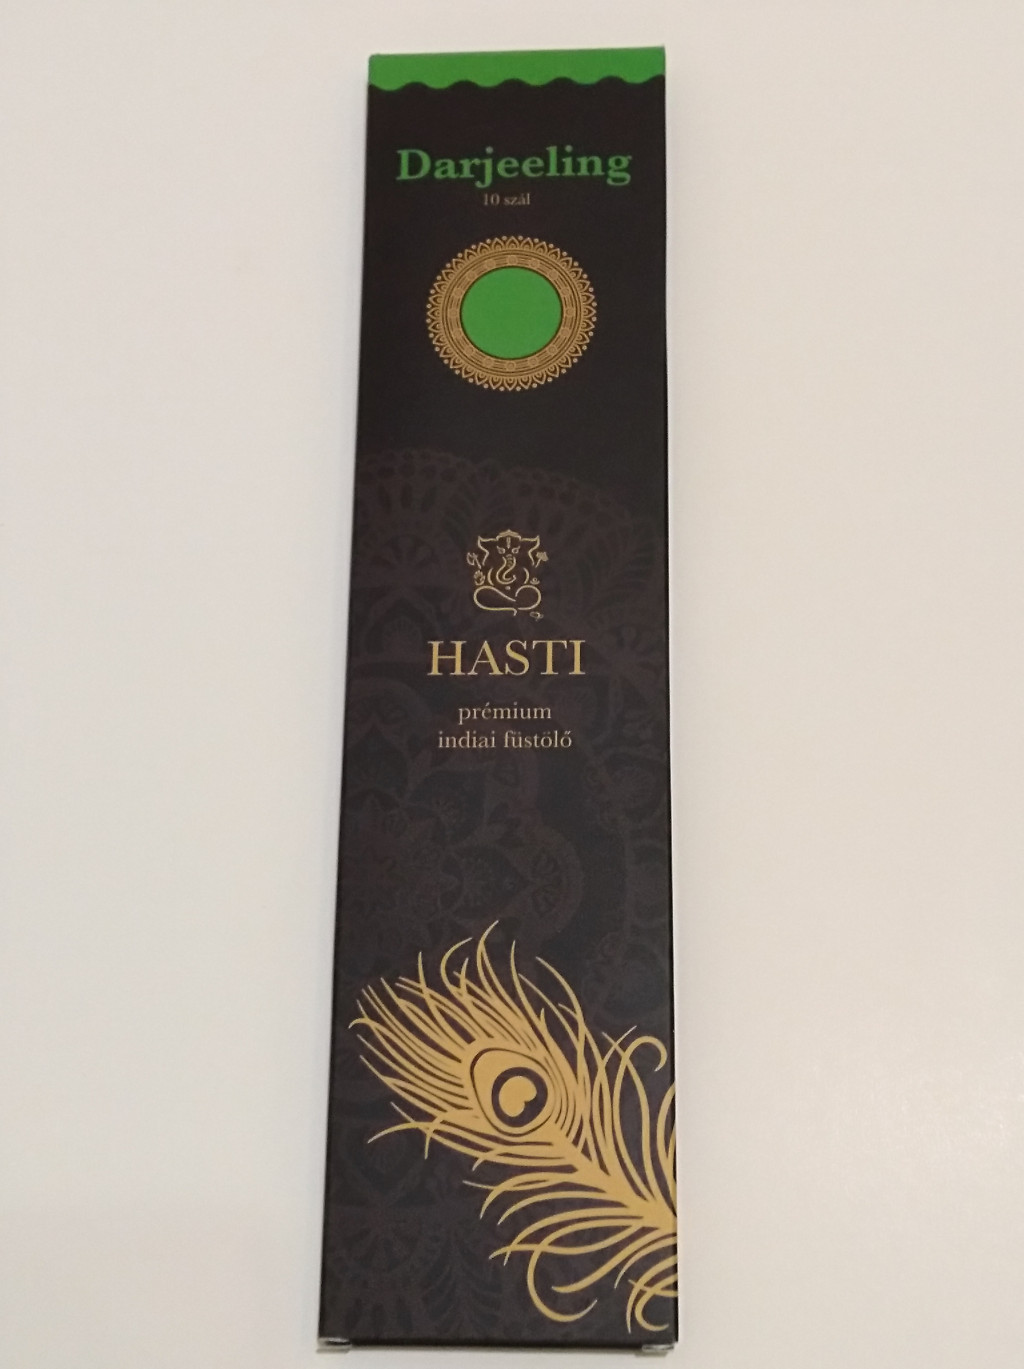 Darjeeling
10 szál
HASTI
prémium
indiai füstölő